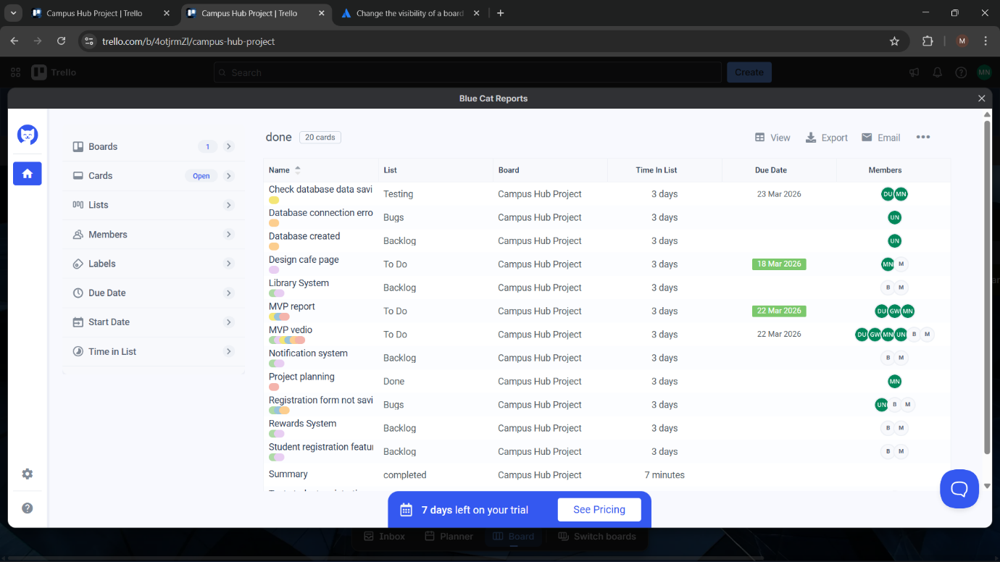 Campus Hub Project | Trello
Campus Hub Project | Trello
Change the visibility of a board
trello.com/b/4otjrmZl/campus-hub-project
M
Trello
Search
Create
MN
Blue Cat Reports
Boards 1
Cards Open
Lists
Members
Labels
Due Date
Start Date
Time in List
done 20 cards
View Export Email
Name List Board Time In List Due Date Members
Check database data savi Testing Campus Hub Project 3 days 23 Mar 2026 DU MN
Database connection erro Bugs Campus Hub Project 3 days UN
Database created Backlog Campus Hub Project 3 days UN
Design cafe page To Do Campus Hub Project 3 days 18 Mar 2026 MN M
Library System Backlog Campus Hub Project 3 days B M
MVP report To Do Campus Hub Project 3 days 22 Mar 2026 DU GW MN
MVP vedio To Do Campus Hub Project 3 days 22 Mar 2026 DU GW MN UN B M
Notification system Backlog Campus Hub Project 3 days B M
Project planning Done Campus Hub Project 3 days MN
Registration form not savi Bugs Campus Hub Project 3 days UN B M
Rewards System Backlog Campus Hub Project 3 days B M
Student registration featu Backlog Campus Hub Project 3 days B M
Summary completed Campus Hub Project 7 minutes
7 days left on your trial See Pricing
Inbox Planner Board Switch boards